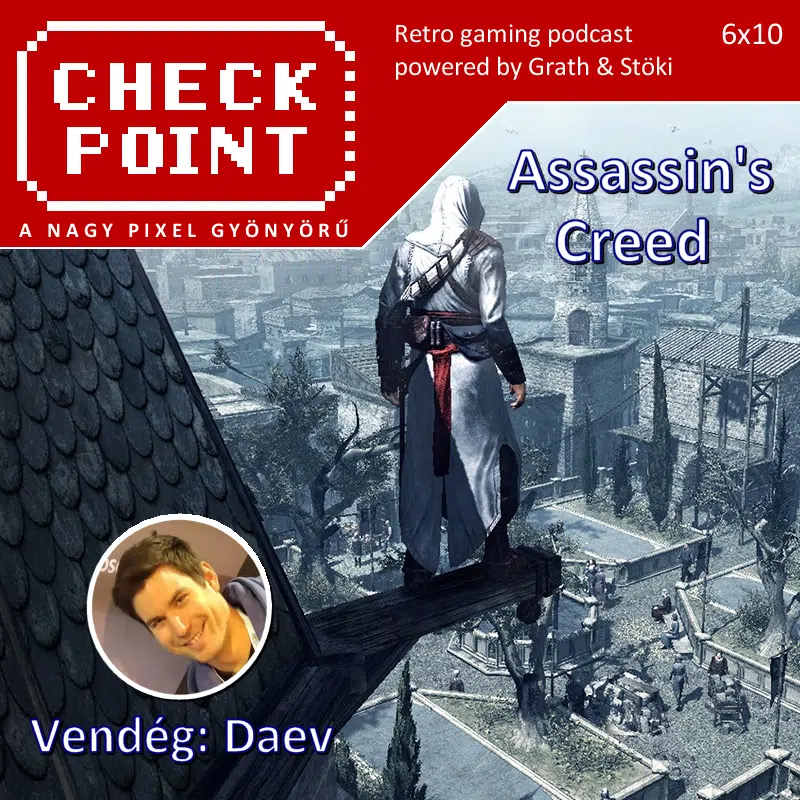 CHECK
POINT
A NAGY PIXEL GYÖNYÖRŰ
Retro gaming podcast
powered by Grath & Stöki
6x10
Assassin's
Creed
Vendég: Daev